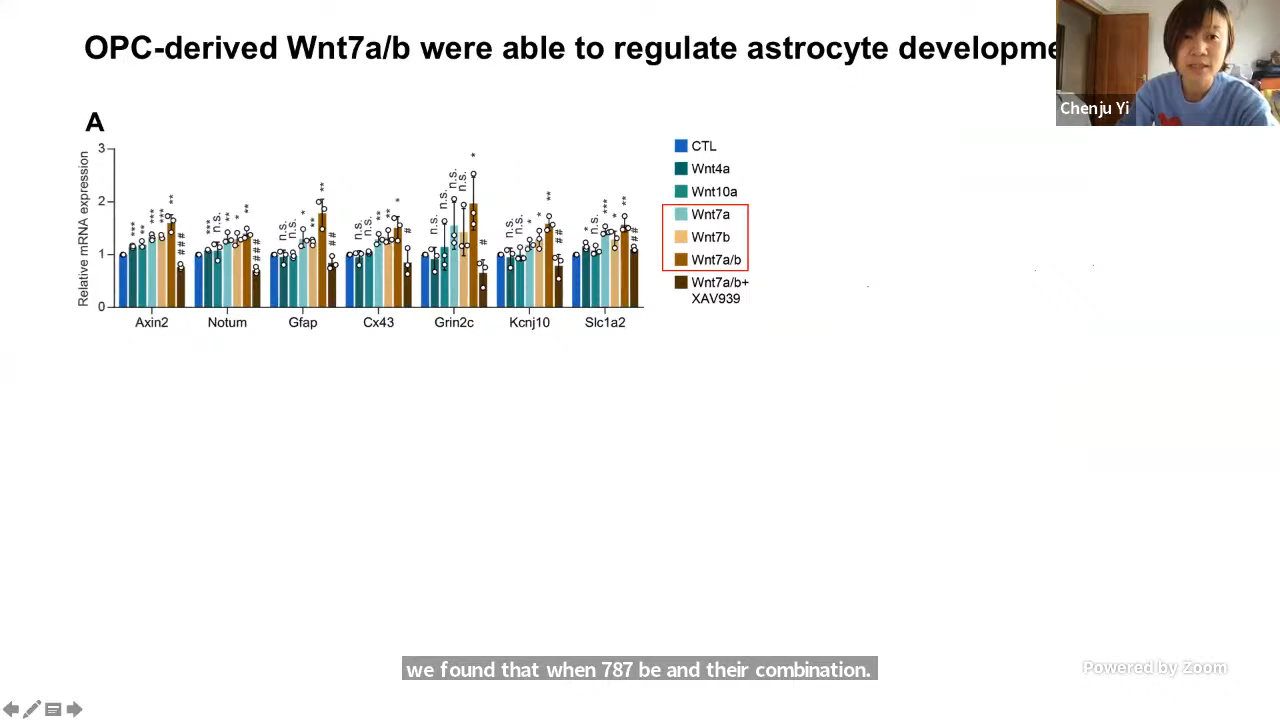 OPC-derived Wnt7a/b were able to regulate astrocyte developme
Chenju Yi
A
Relative mRNA expression
3
2
1
0
*** ** *** *** ** ###
*** n.s. ** * ** ###
n.s. n.s. * ** ** ##
n.s. n.s. ** ** * #
n.s. n.s. n.s. n.s. * #
n.s. n.s. * * ** ##
* n.s. *** * ** ##
Axin2 Notum Gfap Cx43 Grin2c Kcnj10 Slc1a2
CTL
Wnt4a
Wnt10a
Wnt7a
Wnt7b
Wnt7a/b
Wnt7a/b+
XAV939
we found that when 787 be and their combination.
Powered by Zoom